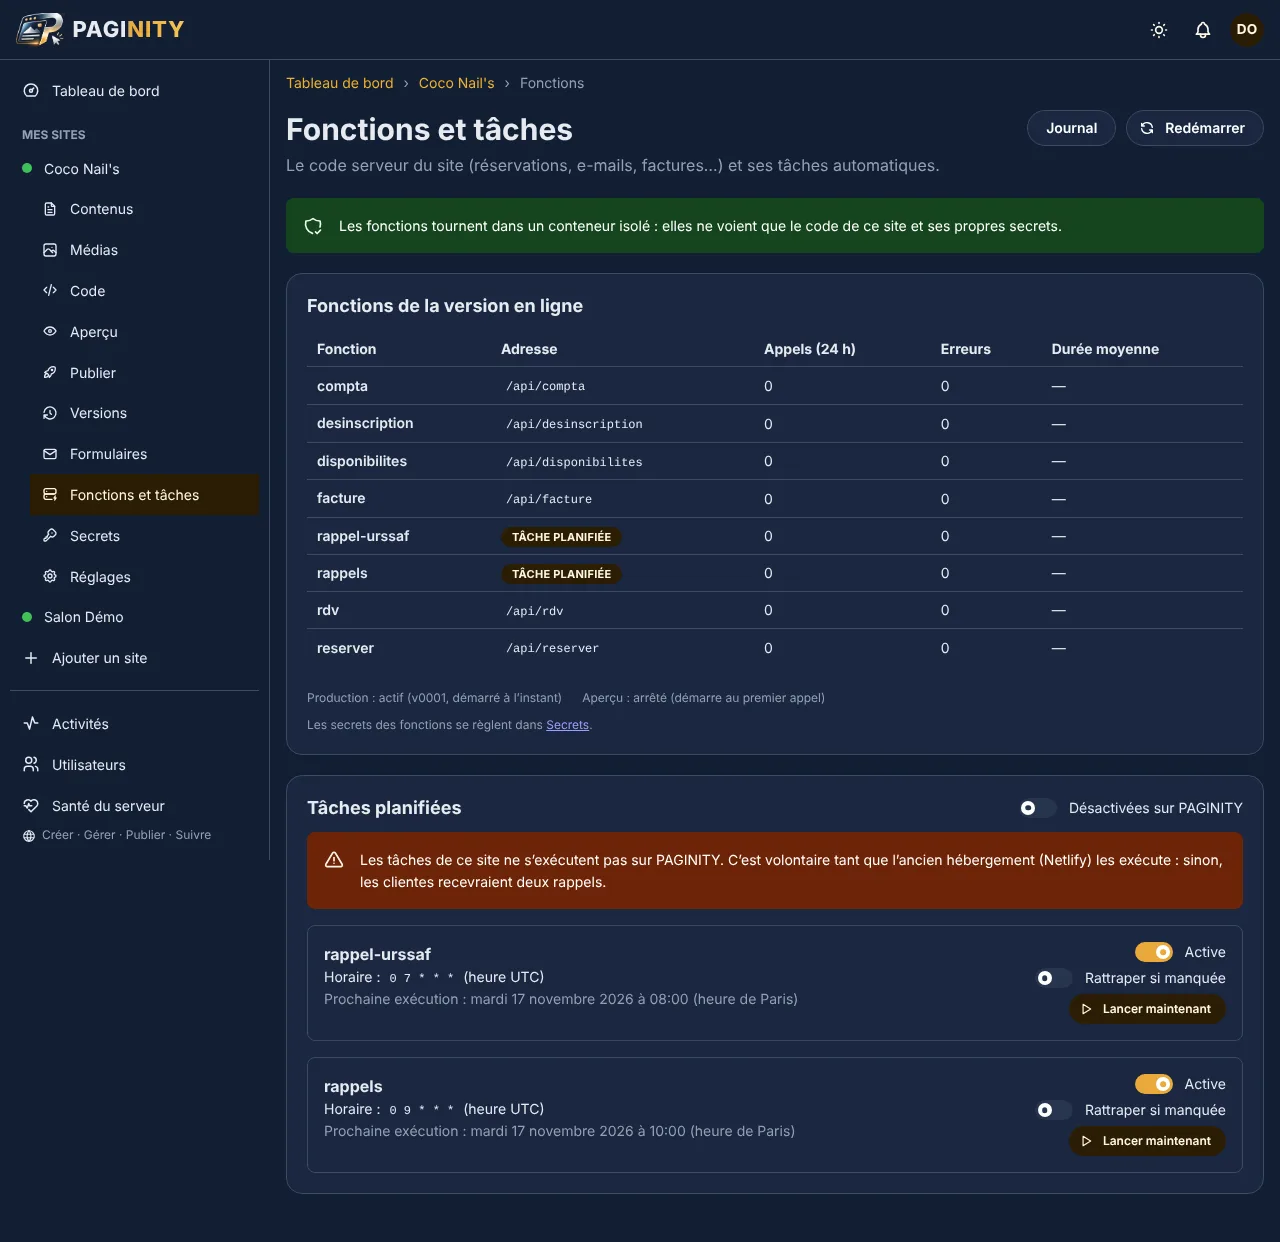 PAGINITY
DO
Tableau de bord
MES SITES
Coco Nail's
Contenus
Médias
Code
Aperçu
Publier
Versions
Formulaires
Fonctions et tâches
Secrets
Réglages
Salon Démo
Ajouter un site
Activités
Utilisateurs
Santé du serveur
Créer · Gérer · Publier · Suivre
Tableau de bord › Coco Nail's › Fonctions
Fonctions et tâches
Journal
Redémarrer
Le code serveur du site (réservations, e-mails, factures…) et ses tâches automatiques.
Les fonctions tournent dans un conteneur isolé : elles ne voient que le code de ce site et ses propres secrets.
Fonctions de la version en ligne
Fonction Adresse Appels (24 h) Erreurs Durée moyenne
compta /api/compta 0 0 —
desinscription /api/desinscription 0 0 —
disponibilites /api/disponibilites 0 0 —
facture /api/facture 0 0 —
rappel-urssaf TÂCHE PLANIFIÉE 0 0 —
rappels TÂCHE PLANIFIÉE 0 0 —
rdv /api/rdv 0 0 —
reserver /api/reserver 0 0 —
Production : actif (v0001, démarré à l’instant) Aperçu : arrêté (démarre au premier appel)
Les secrets des fonctions se règlent dans Secrets.
Tâches planifiées
Désactivées sur PAGINITY
Les tâches de ce site ne s’exécutent pas sur PAGINITY. C’est volontaire tant que l’ancien hébergement (Netlify) les exécute : sinon,
les clientes recevraient deux rappels.
rappel-urssaf
Active
Horaire : 0 7 * * * (heure UTC)
Rattraper si manquée
Prochaine exécution : mardi 17 novembre 2026 à 08:00 (heure de Paris)
Lancer maintenant
rappels
Active
Horaire : 0 9 * * * (heure UTC)
Rattraper si manquée
Prochaine exécution : mardi 17 novembre 2026 à 10:00 (heure de Paris)
Lancer maintenant